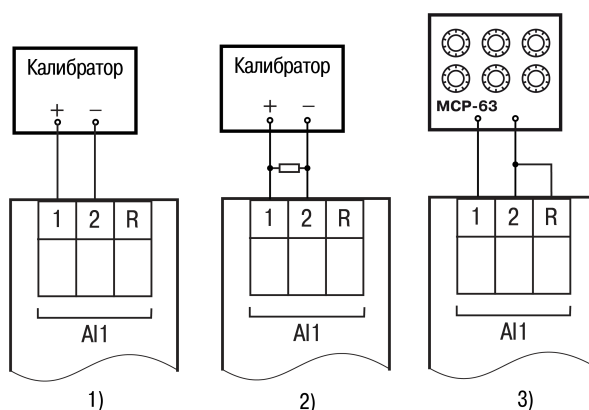 Калибратор
+ −
1 2 R
AI1
1)
Калибратор
+ −
1 2 R
AI1
2)
МСР-63
1 2 R
AI1
3)